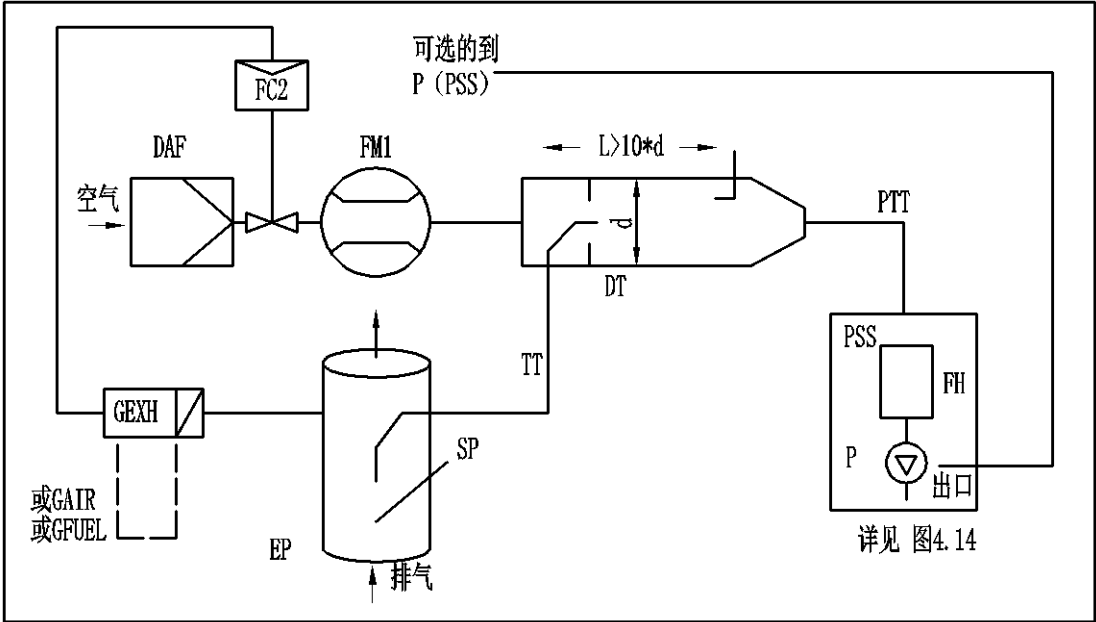 可选的到
P（PSS）
FC2
DAF
FM1
L>10*d
空气
d
PTT
DT
PSS
TT
FH
GEXH
SP
P
出口
或GAIR
或GFUEL
EP
排气
详见 图4.14